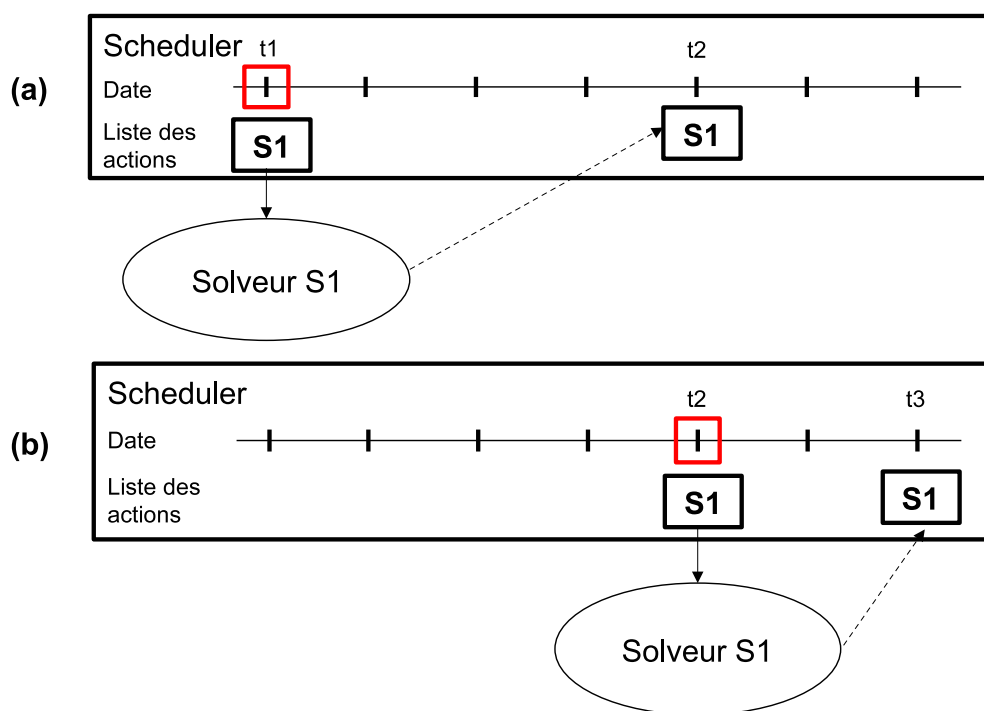 Scheduler
t1
t2
(a)
Date
Liste des
actions
S1
S1
Solveur S1
Scheduler
t2
t3
(b)
Date
Liste des
actions
S1
S1
Solveur S1